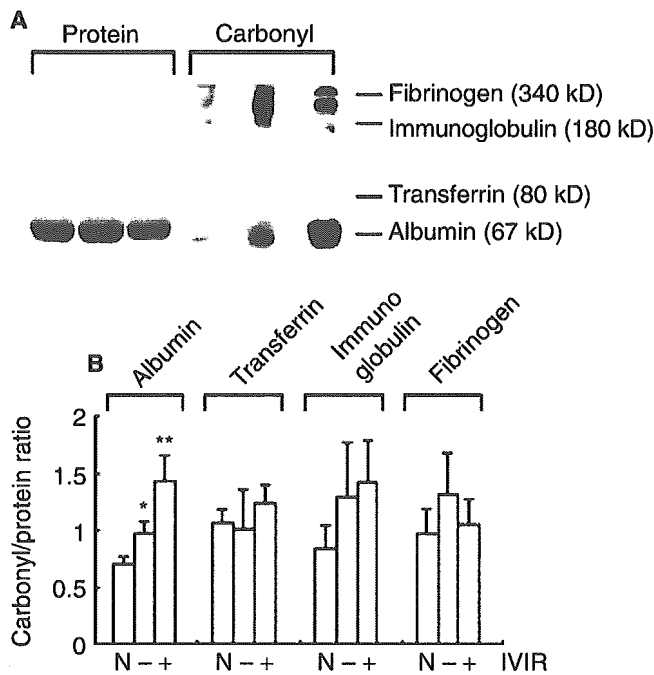 A
Protein Carbonyl
Fibrinogen (340 kD)
Immunoglobulin (180 kD)
Transferrin (80 kD)
Albumin (67 kD)
B
Albumin
Transferrin
Immuno
globulin
Fibrinogen
Carbonyl/protein ratio
2
1.5
1
0.5
0
*
**
N – + N – + N – + N – + IVIR